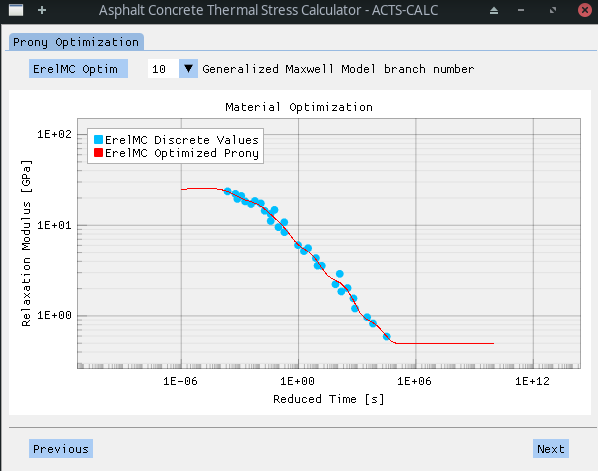 Asphalt Concrete Thermal Stress Calculator - ACTS-CALC
Prony Optimization
ErelMC Optim
10
Generalized Maxwell Model branch number
Material Optimization
1E+02
1E+01
1E+00
Relaxation Modulus [GPa]
ErelMC Discrete Values
ErelMC Optimized Prony
1E-06
1E+00
1E+06
1E+12
Reduced Time [s]
Previous
Next